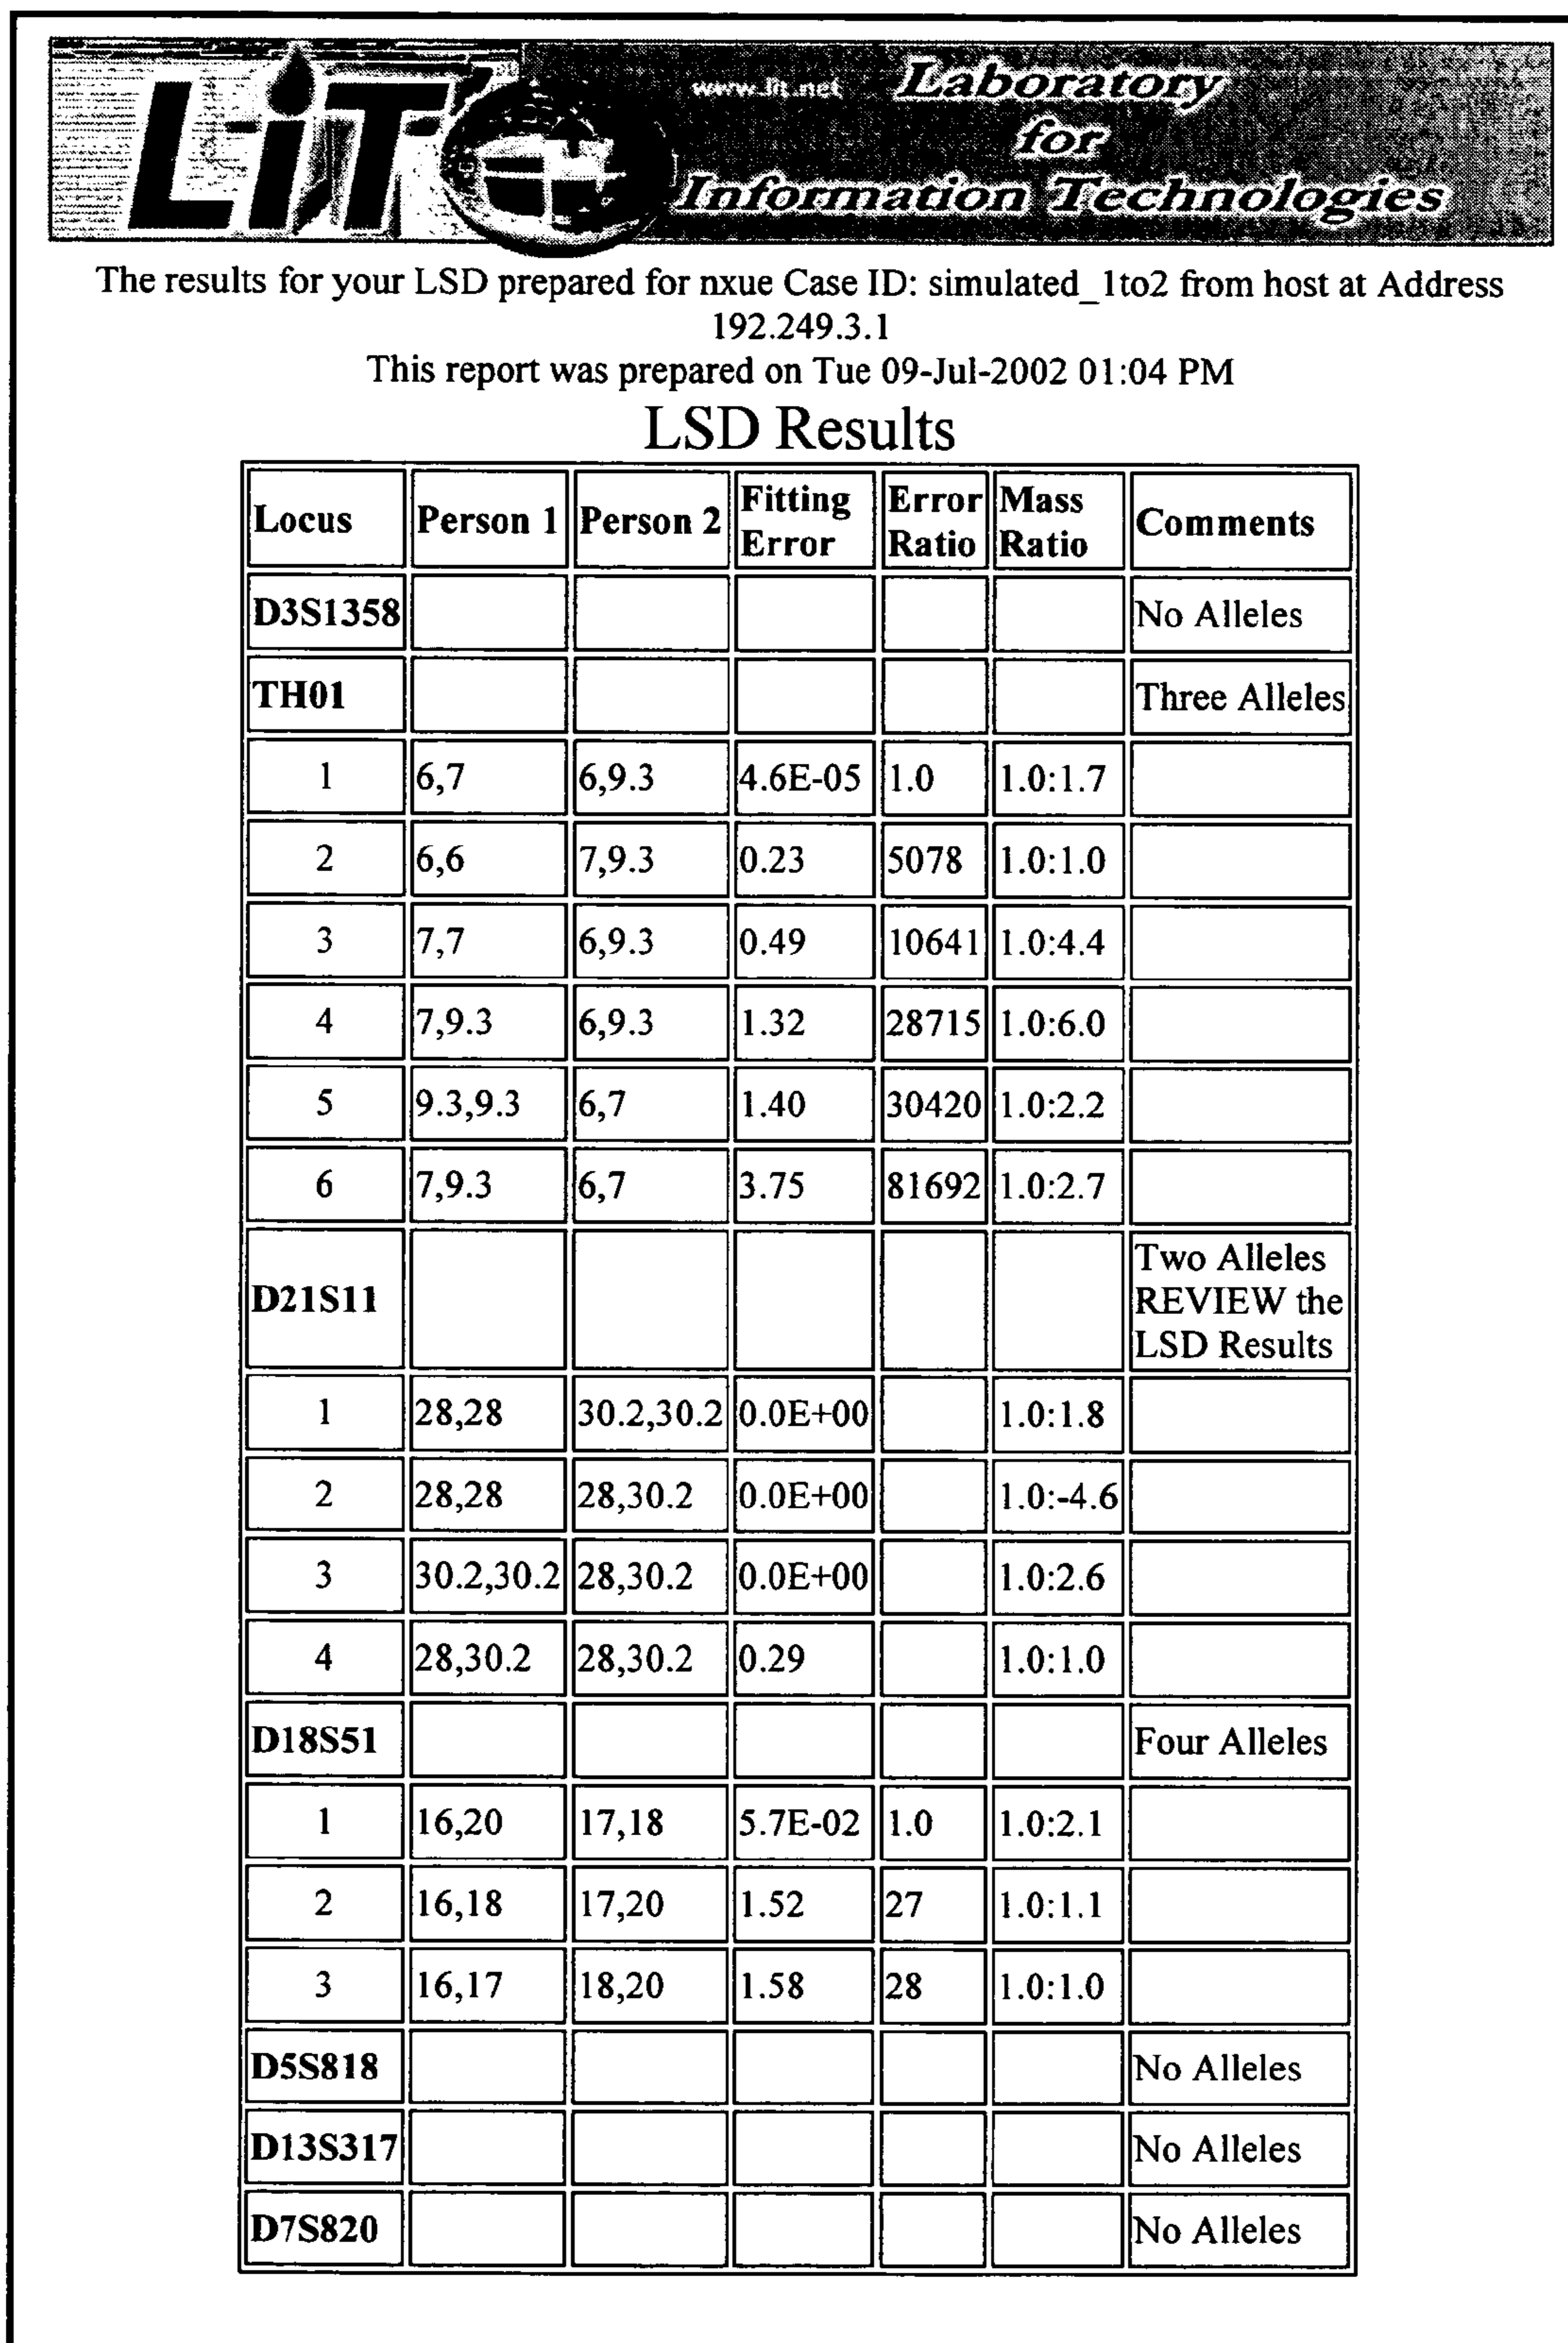 LiT
www.lit.net
Laboratory
for
Information Technologies
The results for your LSD prepared for nxue Case ID: simulated_1to2 from host at Address
192.249.3.1
This report was prepared on Tue 09-Jul-2002 01:04 PM
LSD Results
Locus Person 1 Person 2 Fitting Error Error Ratio Mass Ratio Comments
D3S1358 No Alleles
TH01 Three Alleles
1 6,7 6,9.3 4.6E-05 1.0 1.0:1.7
2 6,6 7,9.3 0.23 5078 1.0:1.0
3 7,7 6,9.3 0.49 10641 1.0:4.4
4 7,9.3 6,9.3 1.32 28715 1.0:6.0
5 9.3,9.3 6,7 1.40 30420 1.0:2.2
6 7,9.3 6,7 3.75 81692 1.0:2.7
D21S11 Two Alleles REVIEW the LSD Results
1 28,28 30.2,30.2 0.0E+00 1.0:1.8
2 28,28 28,30.2 0.0E+00 1.0:-4.6
3 30.2,30.2 28,30.2 0.0E+00 1.0:2.6
4 28,30.2 28,30.2 0.29 1.0:1.0
D18S51 Four Alleles
1 16,20 17,18 5.7E-02 1.0 1.0:2.1
2 16,18 17,20 1.52 27 1.0:1.1
3 16,17 18,20 1.58 28 1.0:1.0
D5S818 No Alleles
D13S317 No Alleles
D7S820 No Alleles